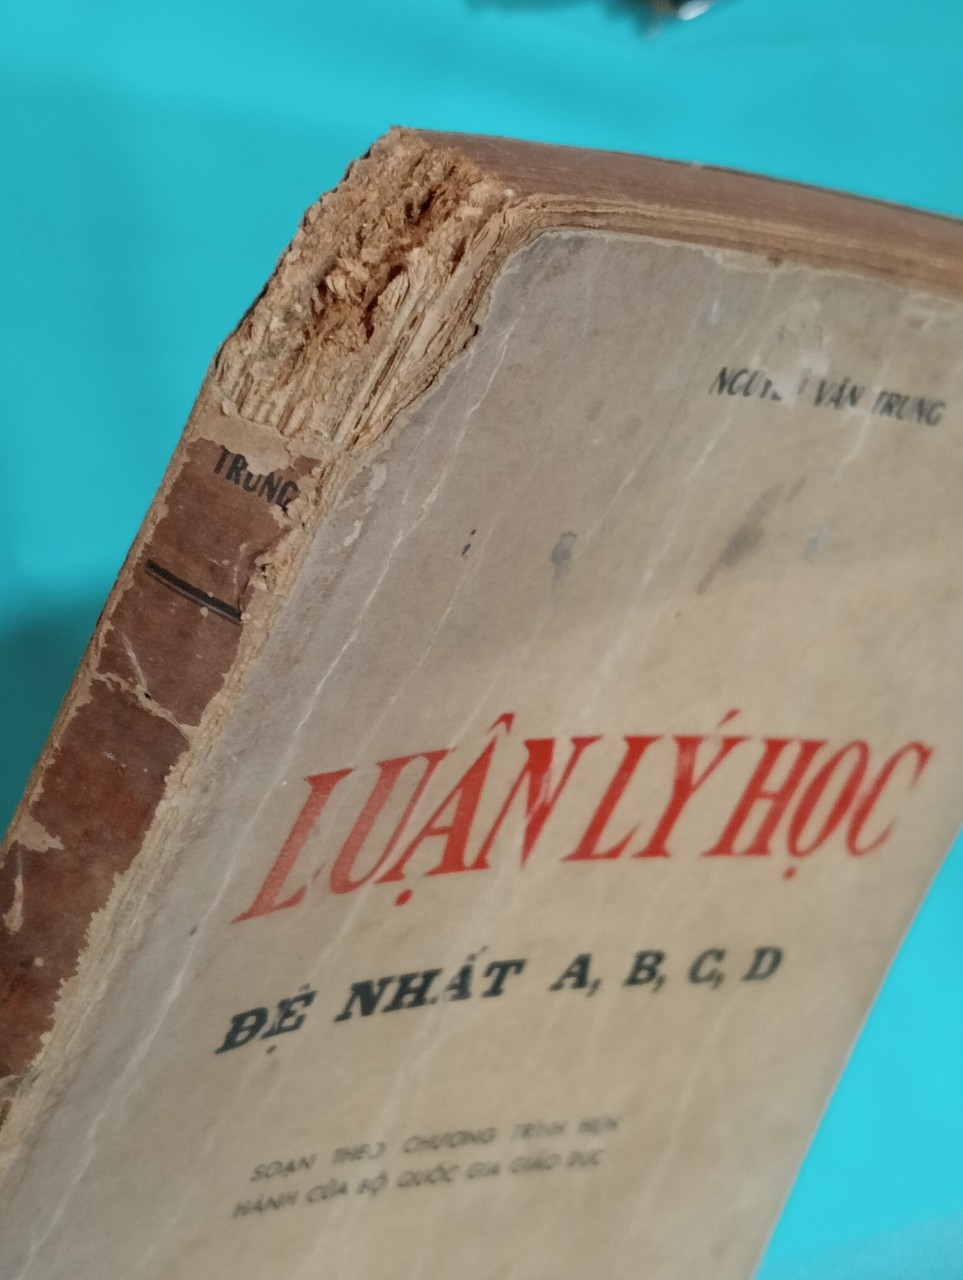 NGUYỄN VĂN TRUNG
TRUNG
LUẬN LÝ HỌC
ĐỆ NHẤT A, B, C, D
SOẠN THEO CHƯƠNG TRÌNH HIỆN
HÀNH CỦA BỘ QUỐC GIA GIÁO DỤC